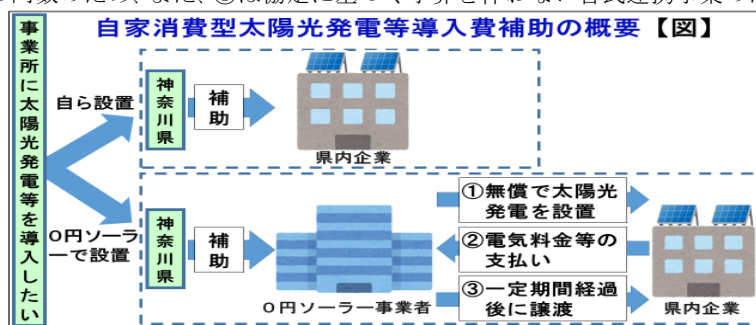 自家消費型太陽光発電等導入費補助の概要【図】
事業所に太陽光発電等を導入したい
自ら設置
神奈川県
補助
県内企業
0円ソーラ
ーで設置
神奈川県
補助
0円ソーラー事業者
①無償で太陽光
発電を設置
②電気料金等の
支払い
③一定期間経過
後に譲渡
県内企業